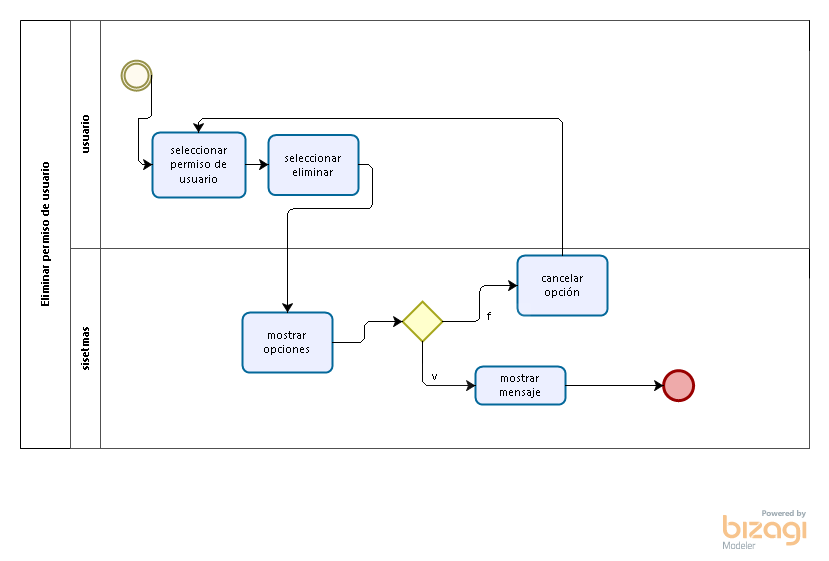 Eliminar permiso de usuario
usuario
sisetmas
seleccionar
permiso de
usuario
seleccionar
eliminar
mostrar
opciones
f
v
cancelar
opción
mostrar
mensaje
Powered by
bizagi
Modeler